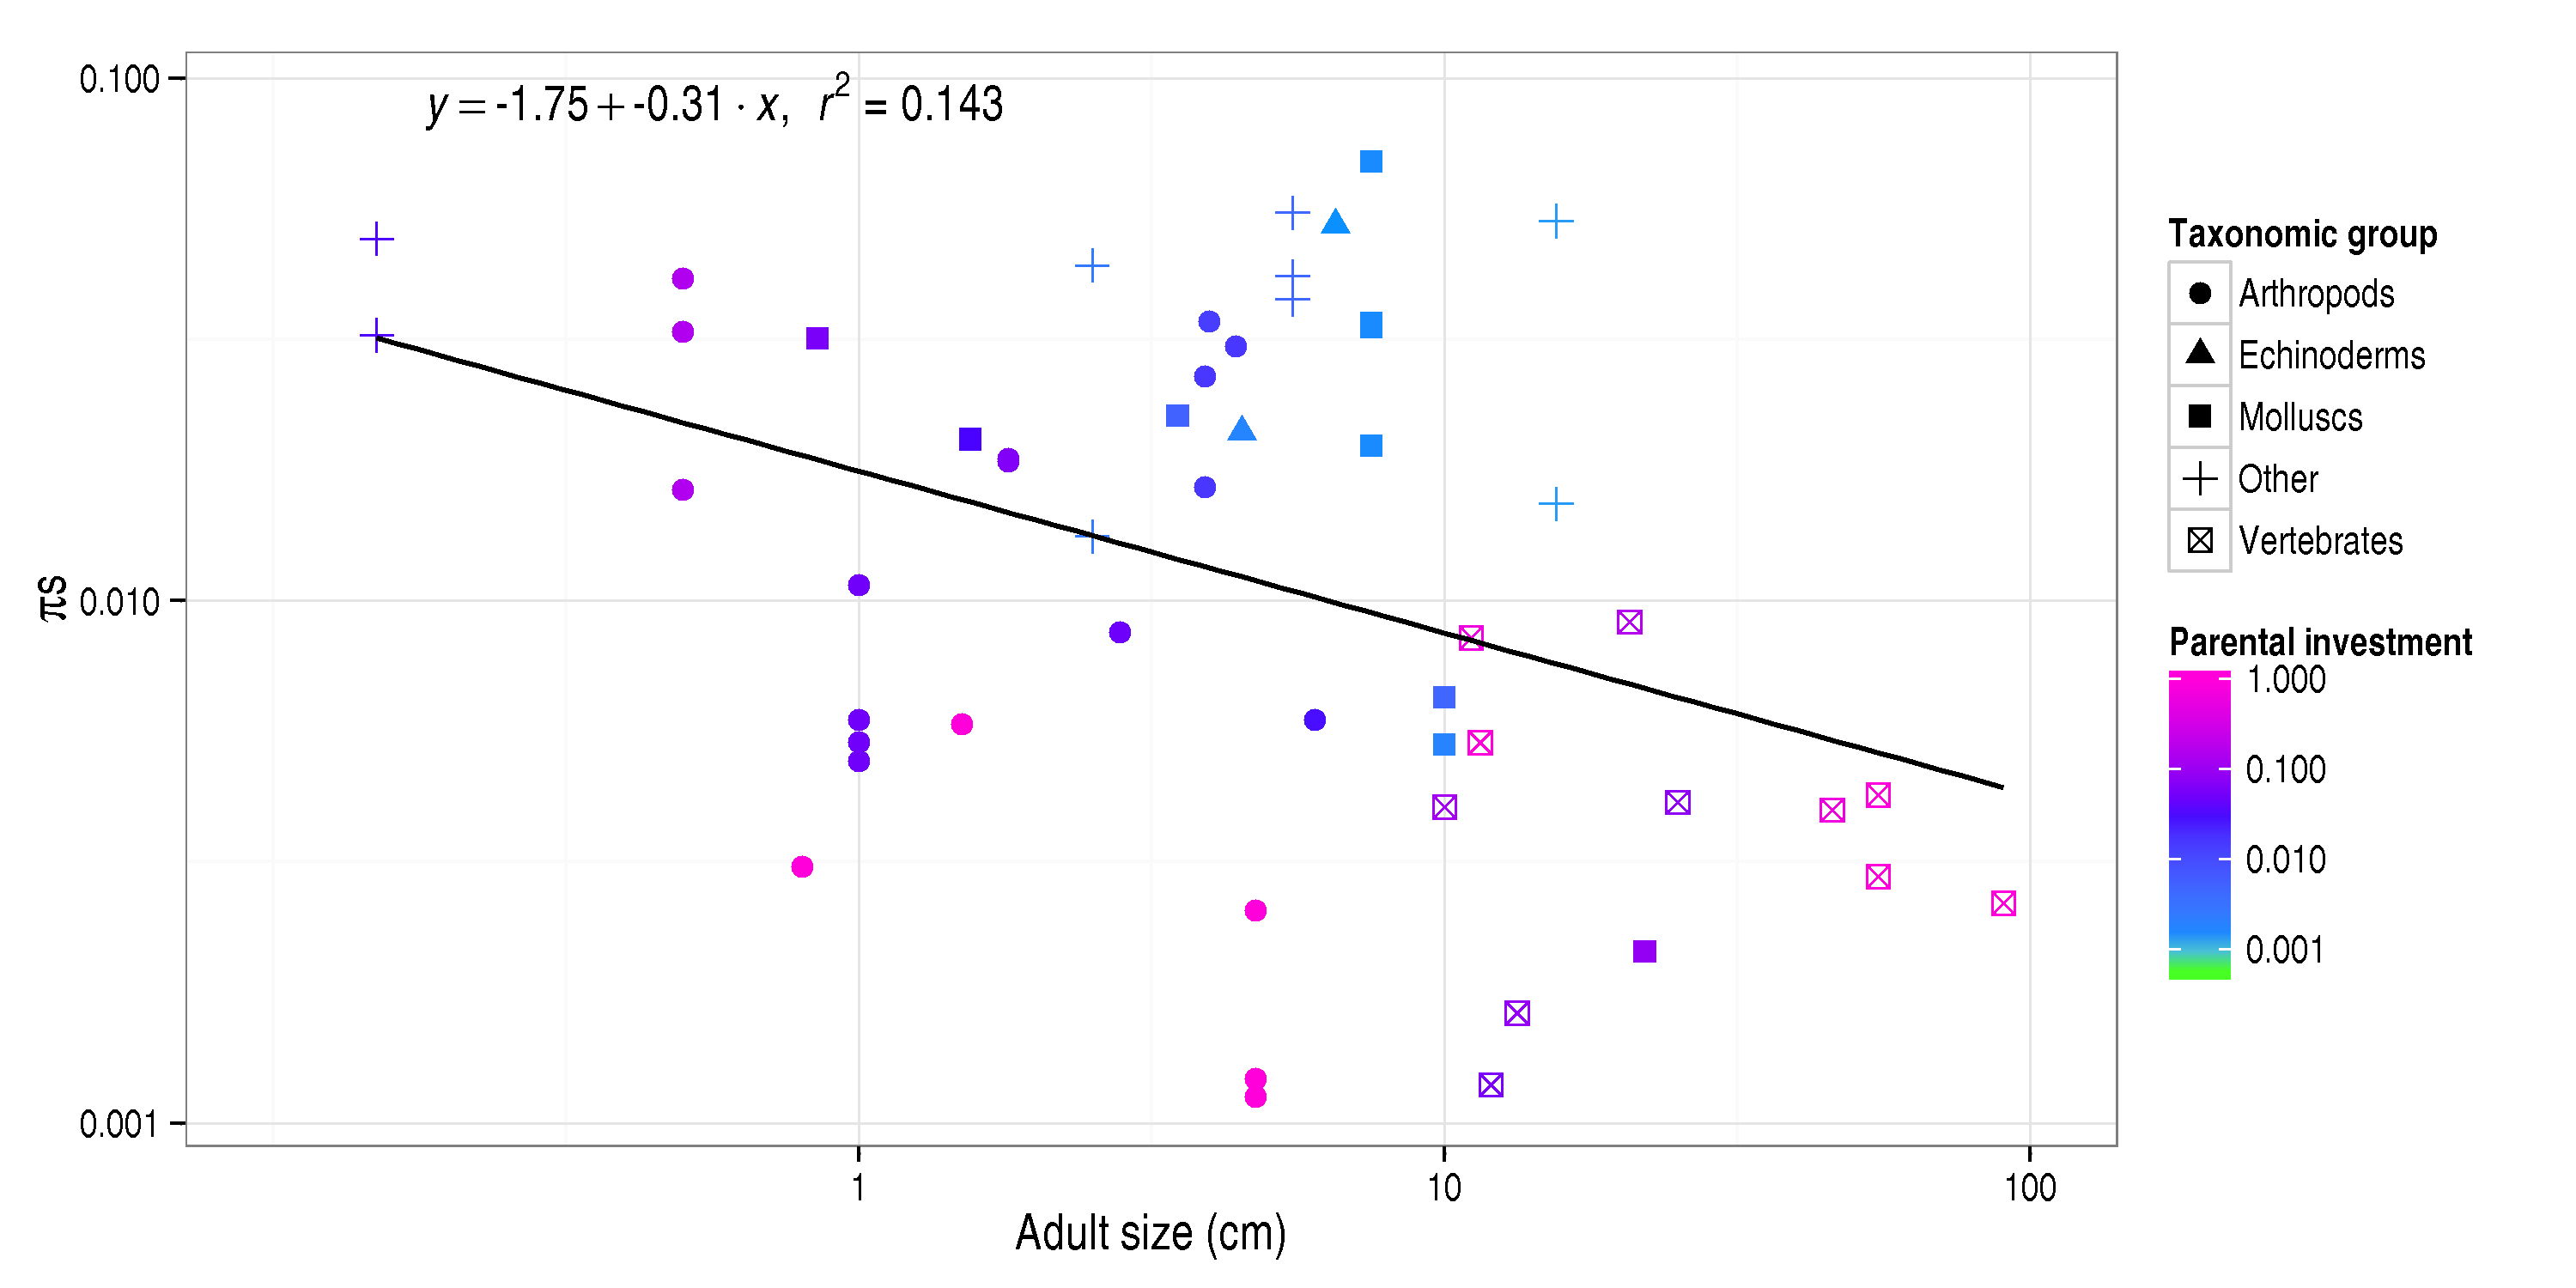 y = -1.75 + -0.31 · x, r² = 0.143
0.100
0.010
0.001
πs
1
10
100
Adult size (cm)
Taxonomic group
Arthropods
Echinoderms
Molluscs
Other
Vertebrates
Parental investment
1.000
0.100
0.010
0.001